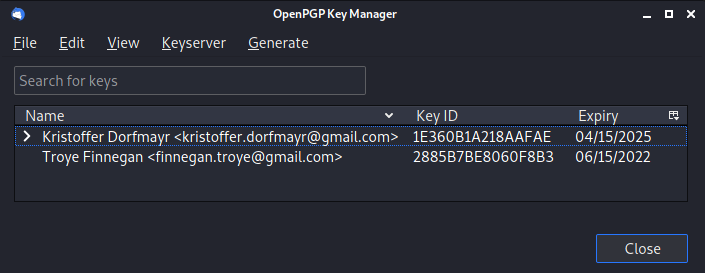 OpenPGP Key Manager
File Edit View Keyserver Generate
Search for keys
Name Key ID Expiry
Kristoffer Dorfmayr <kristoffer.dorfmayr@gmail.com> 1E360B1A218AAFAE 04/15/2025
Troye Finnegan <finnegan.troye@gmail.com> 2885B7BE8060F8B3 06/15/2022
Close